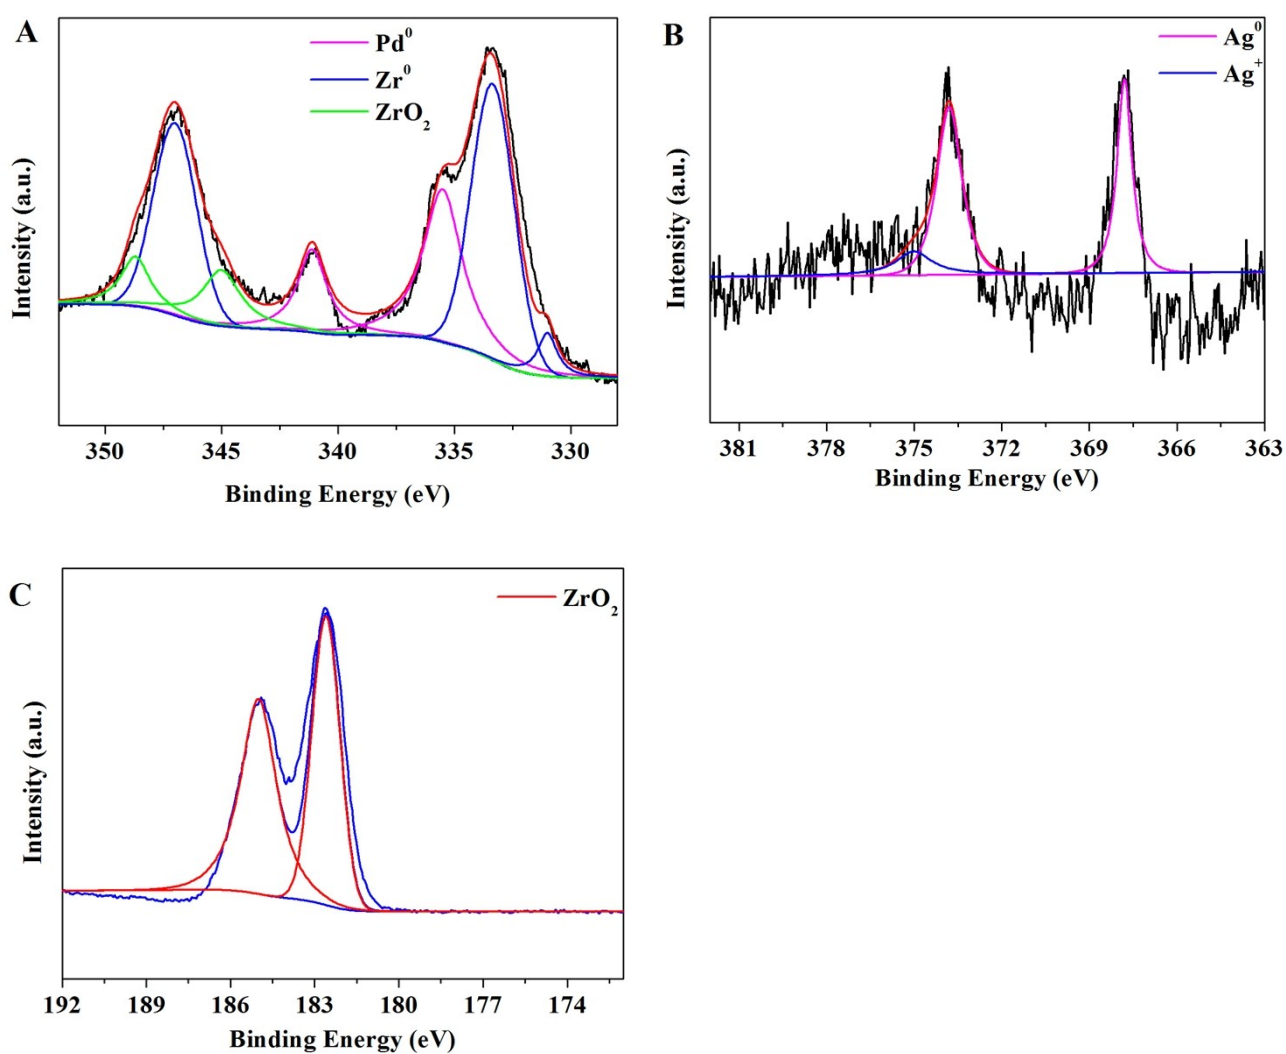 A
Pd⁰
Zr⁰
ZrO₂
Intensity (a.u.)
350 345 340 335 330
Binding Energy (eV)
B
Ag⁰
Ag⁺
Intensity (a.u.)
381 378 375 372 369 366 363
Binding Energy (eV)
C
ZrO₂
Intensity (a.u.)
192 189 186 183 180 177 174
Binding Energy (eV)